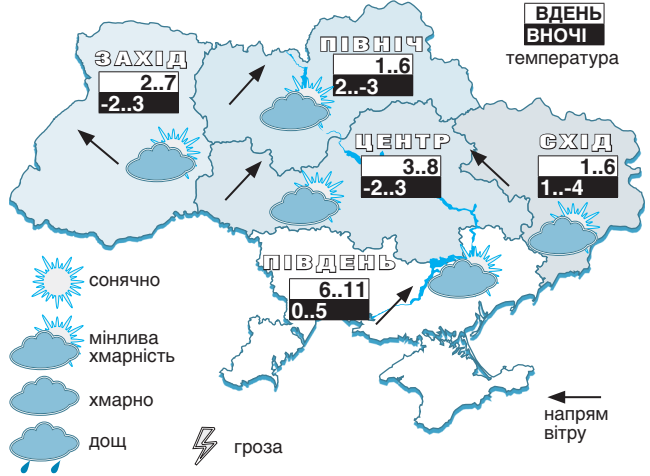 ВДЕНЬ
ВНОЧІ
температура
ЗАХІД
2..7
-2..3
ПІВНІЧ
1..6
2..-3
ЦЕНТР
3..8
-2..3
СХІД
1..6
1..-4
ПІВДЕНЬ
6..11
0..5
сонячно
мінлива
хмарність
хмарно
дощ
гроза
напрям
вітру